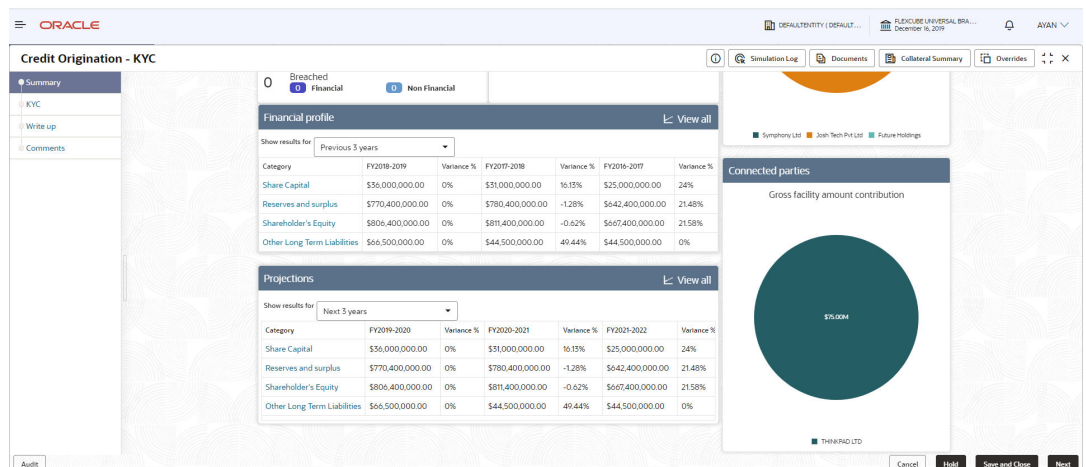 ORACLE
DEFAULTENTITY ( DEFAULT...
FLEXCUBE UNIVERSAL BRA...
December 16, 2019
AYAN
Credit Origination - KYC
Simulation Log
Documents
Collateral Summary
Overrides
Summary
KYC
Write up
Comments
0 Breached
0 Financial
0 Non Financial
Financial profile
View all
Show results for Previous 3 years
Category FY2018-2019 Variance % FY2017-2018 Variance % FY2016-2017 Variance %
Share Capital $36,000,000.00 0% $31,000,000.00 16.13% $25,000,000.00 24%
Reserves and surplus $770,400,000.00 0% $780,400,000.00 -1.28% $642,400,000.00 21.48%
Shareholder's Equity $806,400,000.00 0% $811,400,000.00 -0.62% $667,400,000.00 21.58%
Other Long Term Liabilities $66,500,000.00 0% $44,500,000.00 49.44% $44,500,000.00 0%
Projections
View all
Show results for Next 3 years
Category FY2019-2020 Variance % FY2020-2021 Variance % FY2021-2022 Variance %
Share Capital $36,000,000.00 0% $31,000,000.00 16.13% $25,000,000.00 24%
Reserves and surplus $770,400,000.00 0% $780,400,000.00 -1.28% $642,400,000.00 21.48%
Shareholder's Equity $806,400,000.00 0% $811,400,000.00 -0.62% $667,400,000.00 21.58%
Other Long Term Liabilities $66,500,000.00 0% $44,500,000.00 49.44% $44,500,000.00 0%
Symphony Ltd Josh Tech Pvt Ltd Future Holdings
Connected parties
Gross facility amount contribution
$75.00M
THINKPAD LTD
Audit
Cancel
Hold
Save and Close
Next